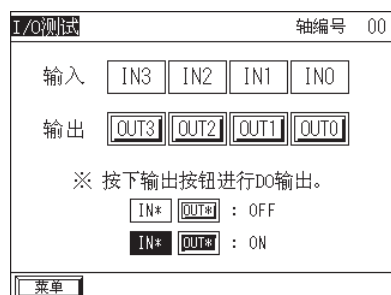 I/O测试 轴编号 00
输入 IN3 IN2 IN1 IN0
输出 OUT3 OUT2 OUT1 OUT0
※ 按下输出按钮进行DO输出。
IN* OUT* : OFF
IN* OUT* : ON
菜单